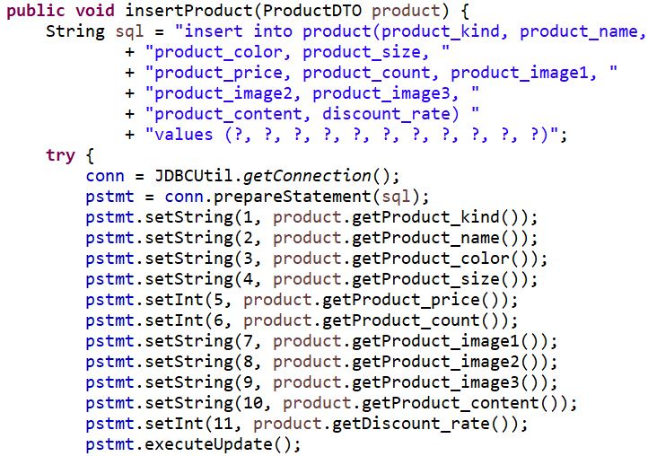 public void insertProduct(ProductDTO product) {
String sql = "insert into product(product_kind, product_name,
+ "product_color, product_size, "
+ "product_price, product_count, product_image1, "
+ "product_image2, product_image3, "
+ "product_content, discount_rate) "
+ "values (?, ?, ?, ?, ?, ?, ?, ?, ?, ?, ?)";
try {
conn = JDBCUtil.getConnection();
pstmt = conn.prepareStatement(sql);
pstmt.setString(1, product.getProduct_kind());
pstmt.setString(2, product.getProduct_name());
pstmt.setString(3, product.getProduct_color());
pstmt.setString(4, product.getProduct_size());
pstmt.setInt(5, product.getProduct_price());
pstmt.setInt(6, product.getProduct_count());
pstmt.setString(7, product.getProduct_image1());
pstmt.setString(8, product.getProduct_image2());
pstmt.setString(9, product.getProduct_image3());
pstmt.setString(10, product.getProduct_content());
pstmt.setInt(11, product.getDiscount_rate());
pstmt.executeUpdate();